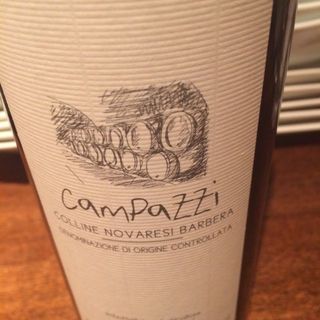 campazzi
COLLINE NOVARESI BARBERA
DENOMINAZIONE DI ORIGINE CONTROLLATA